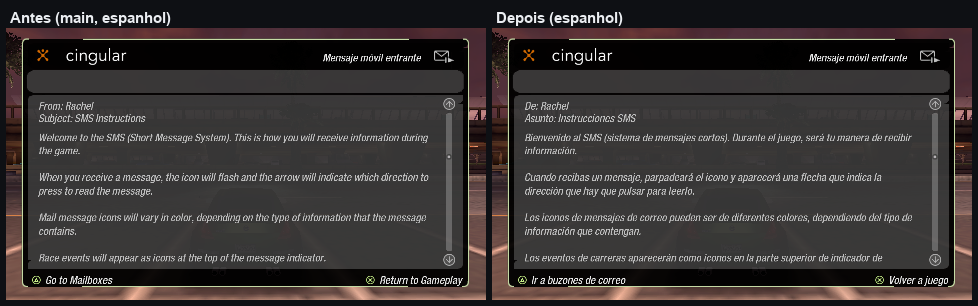 Antes (main, espanhol)
cingular
Mensaje móvil entrante
From: Rachel
Subject: SMS Instructions
Welcome to the SMS (Short Message System). This is how you will receive information during
the game.
When you receive a message, the icon will flash and the arrow will indicate which direction to
press to read the message.
Mail message icons will vary in color, depending on the type of information that the message
contains.
Race events will appear as icons at the top of the message indicator.
Go to Mailboxes
Return to Gameplay
Depois (espanhol)
cingular
Mensaje móvil entrante
De: Rachel
Asunto: Instrucciones SMS
Bienvenido al SMS (sistema de mensajes cortos). Durante el juego, será tu manera de recibir
información.
Cuando recibas un mensaje, parpadeará el icono y aparecerá una flecha que indica la
dirección que hay que pulsar para leerlo.
Los iconos de mensajes de correo pueden ser de diferentes colores, dependiendo del tipo de
información que contengan.
Los eventos de carreras aparecerán como iconos en la parte superior de indicador de
Ir a buzones de correo
Volver a juego